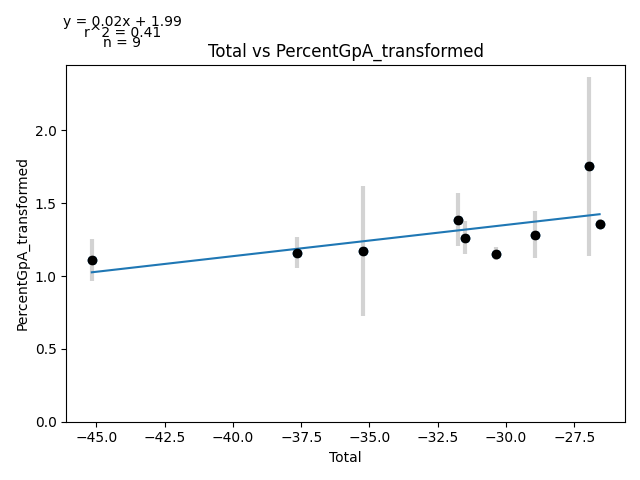 y = 0.02x + 1.99
r^2 = 0.41
n = 9
Total vs PercentGpA_transformed
PercentGpA_transformed
2.0
1.5
1.0
0.5
0.0
−45.0 −42.5 −40.0 −37.5 −35.0 −32.5 −30.0 −27.5
Total